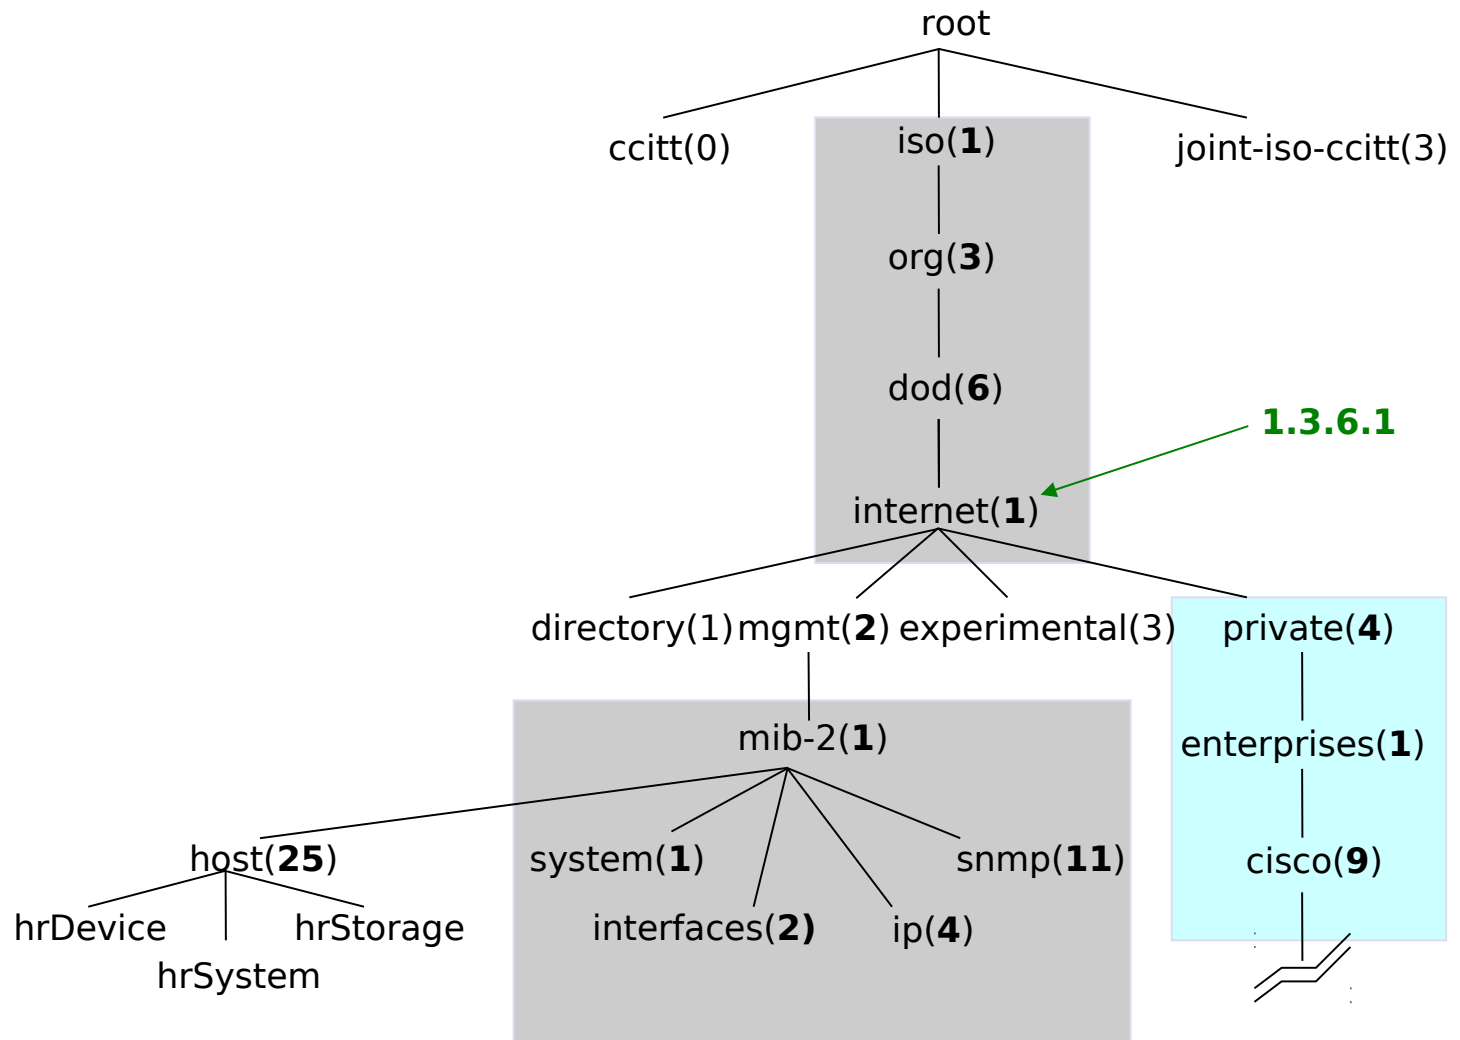 root
ccitt(0) iso(1) joint-iso-ccitt(3)
org(3)
dod(6)
1.3.6.1
internet(1)
directory(1) mgmt(2) experimental(3) private(4)
mib-2(1)
enterprises(1)
host(25) system(1) snmp(11) cisco(9)
hrDevice hrStorage interfaces(2) ip(4)
hrSystem